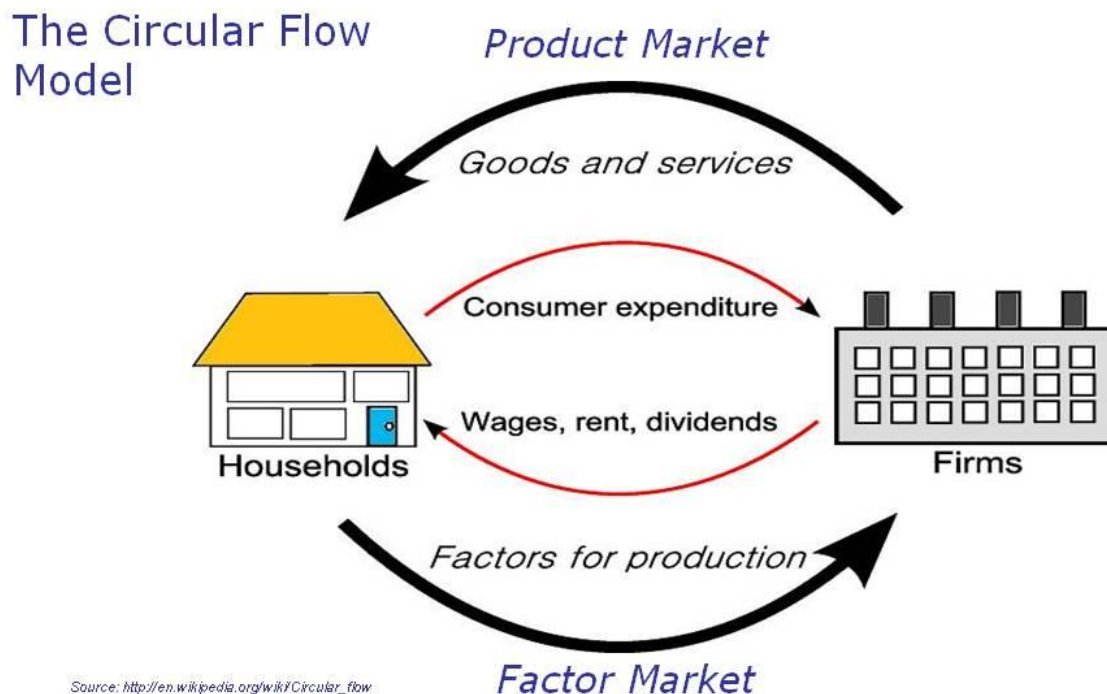 The Circular Flow
Model
Product Market
Goods and services
Consumer expenditure
Wages, rent, dividends
Households
Firms
Factors for production
Factor Market
Source: http://en.wikipedia.org/wiki/Circular_flow